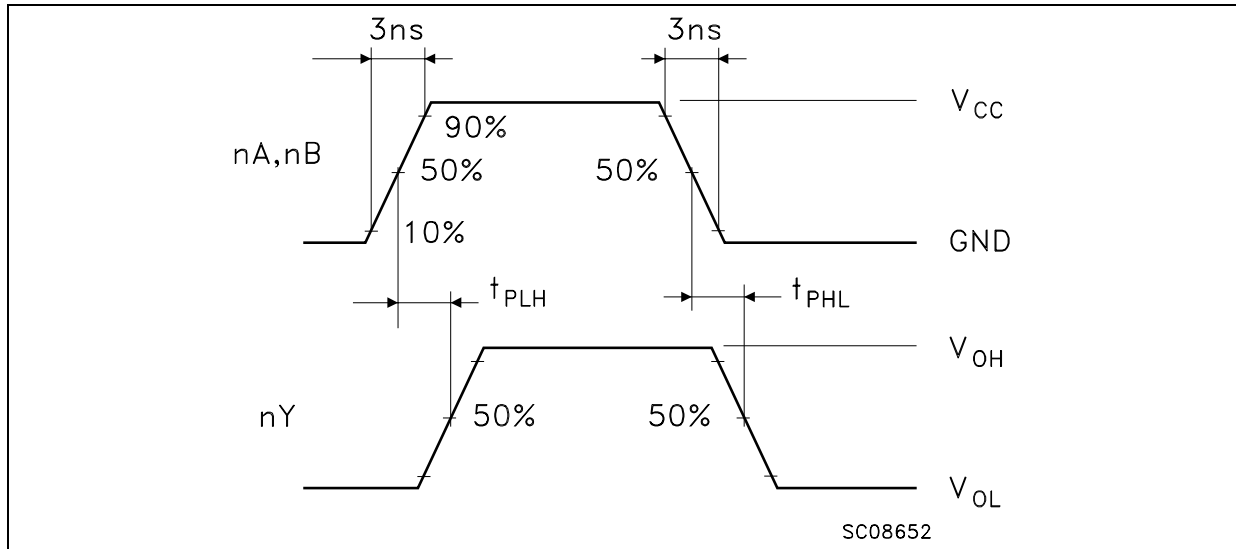 3ns 3ns
V_CC
90%
nA,nB 50% 50%
10%
GND
t_PLH t_PHL
V_OH
nY 50% 50%
V_OL
SC08652